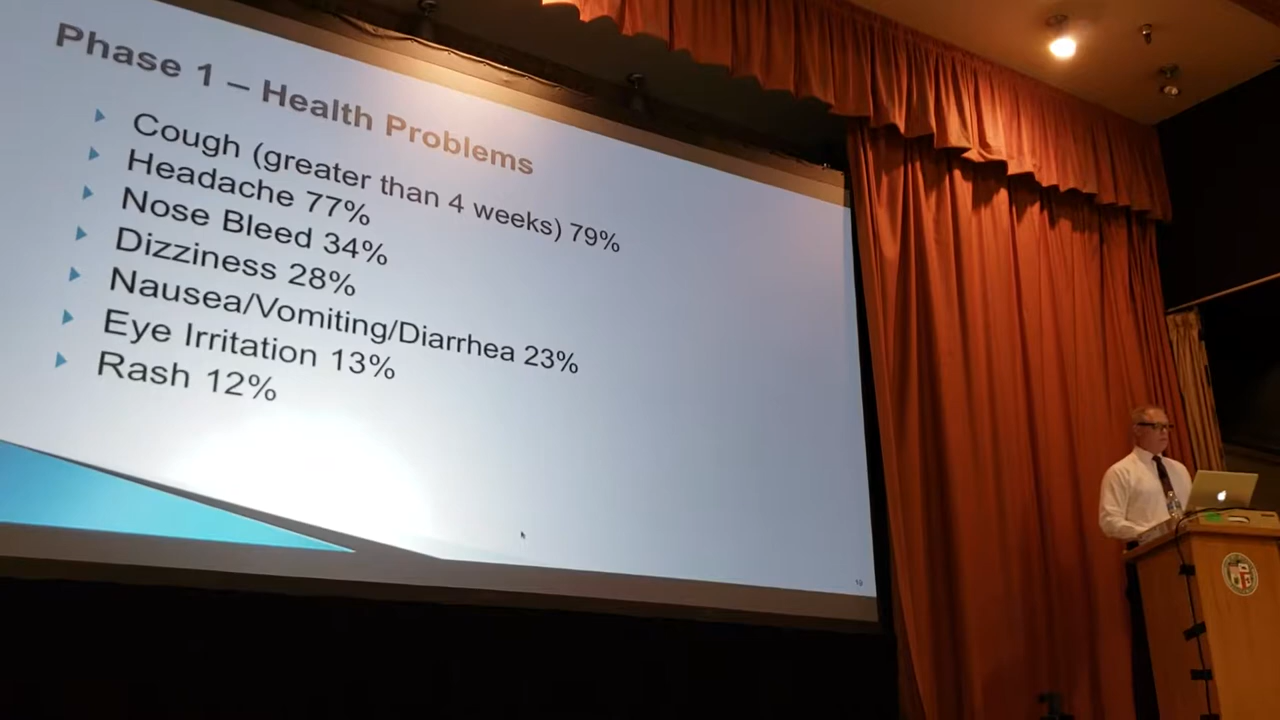 Phase 1 – Health Problems
Cough (greater than 4 weeks) 79%
Headache 77%
Nose Bleed 34%
Dizziness 28%
Nausea/Vomiting/Diarrhea 23%
Eye Irritation 13%
Rash 12%